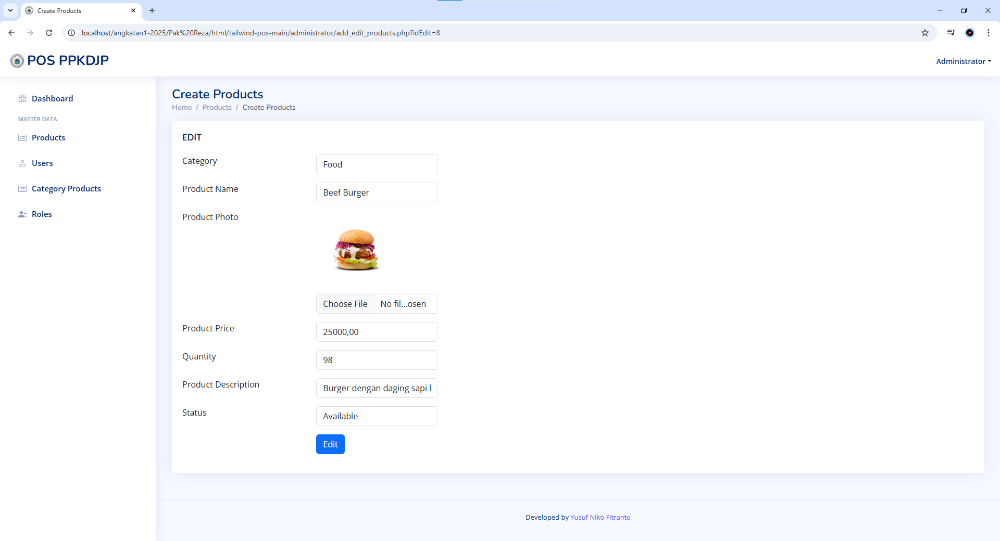 Create Products
localhost/angkatan1-2025/Pak%20Reza/html/tailwind-pos-main/administrator/add_edit_products.php?idEdit=8
POS PPKDJP
Administrator
Dashboard
MASTER DATA
Products
Users
Category Products
Roles
Create Products
Home / Products / Create Products
EDIT
Category
Food
Product Name
Beef Burger
Product Photo
Choose File No fil...osen
Product Price
25000,00
Quantity
98
Product Description
Burger dengan daging sapi l
Status
Available
Edit
Developed by Yusuf Niko Fitranto